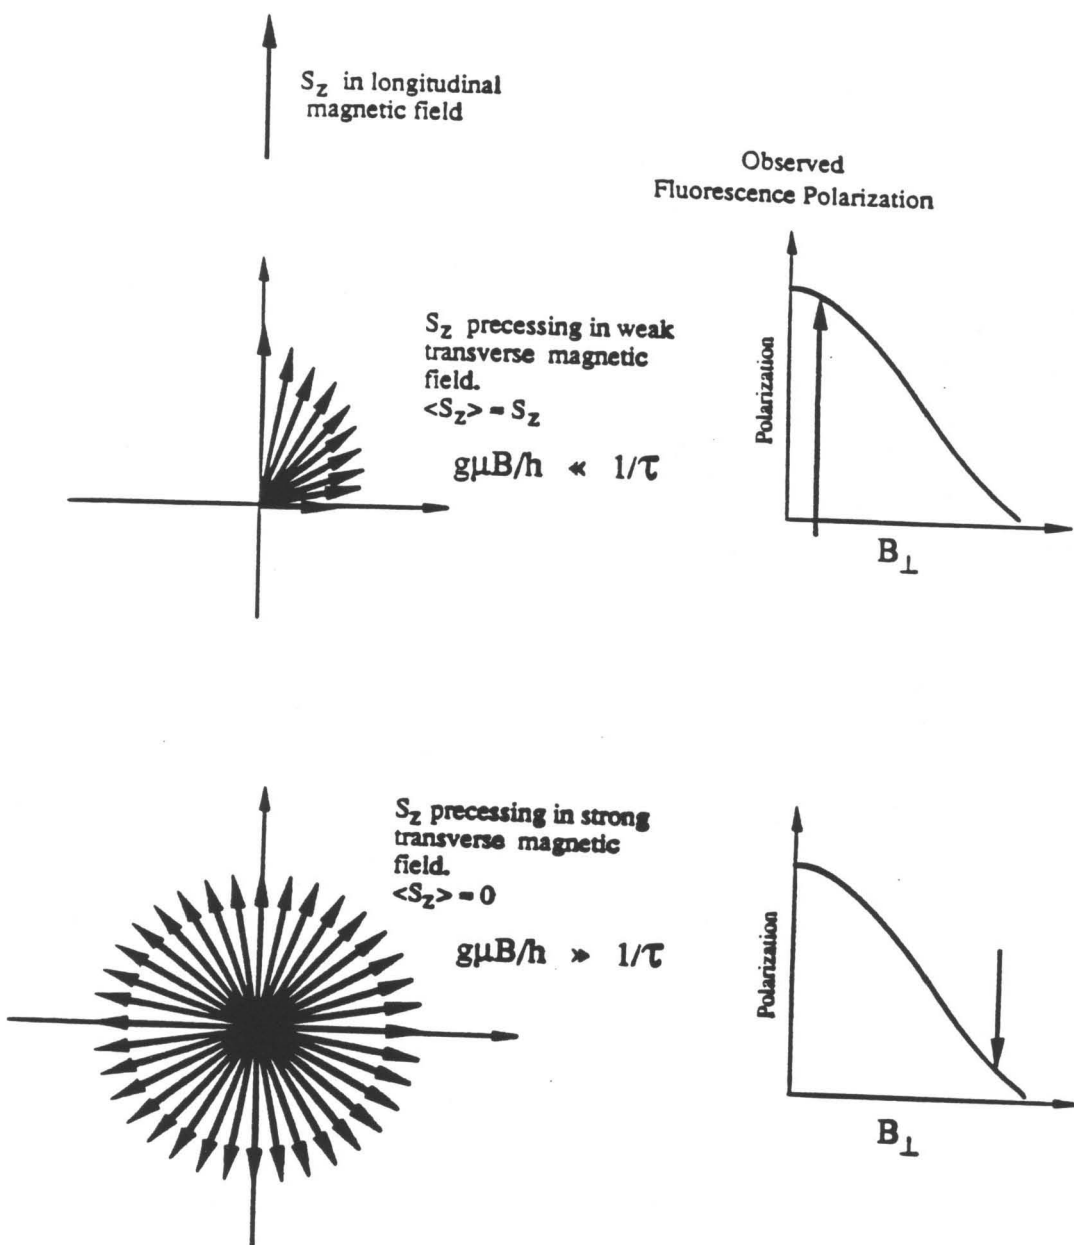 S_z in longitudinal
magnetic field
Observed
Fluorescence Polarization
S_z precessing in weak
transverse magnetic
field.
<S_z> = S_z
gµB/h « 1/τ
Polarization
B⊥
S_z precessing in strong
transverse magnetic
field.
<S_z> = 0
gµB/h » 1/τ
Polarization
B⊥